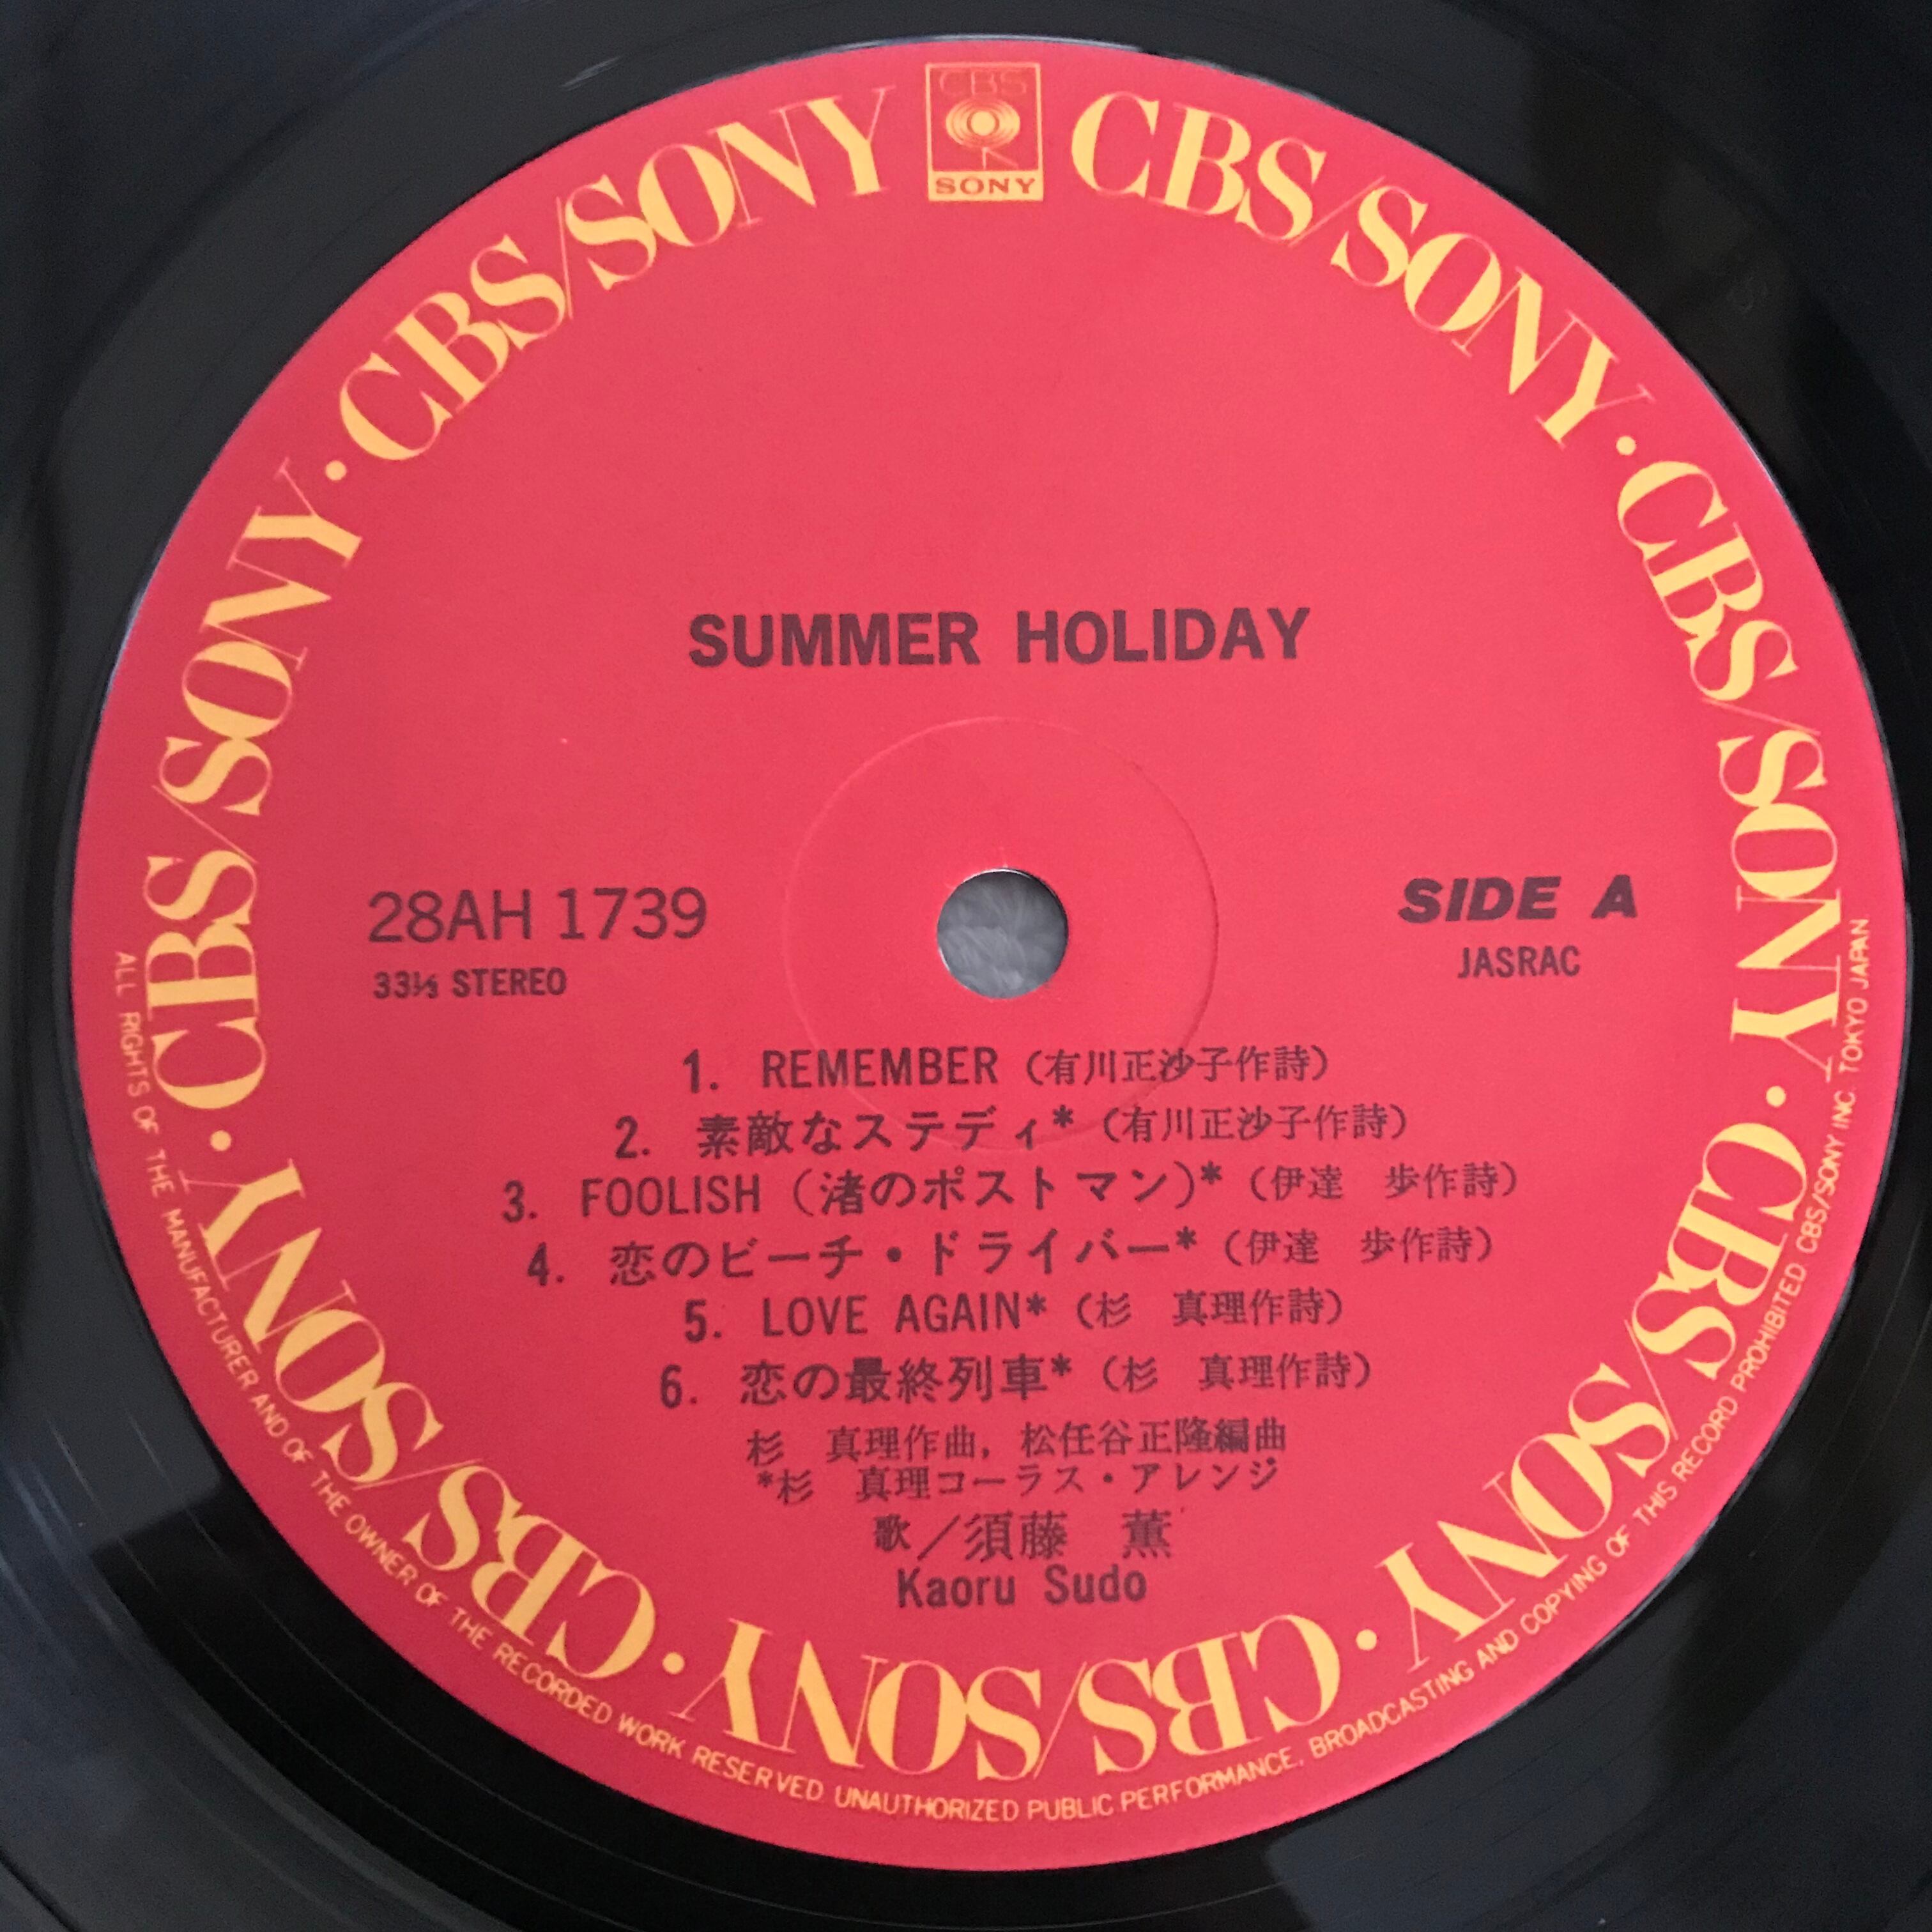 CBS
SONY
CBS/SONY · CBS/SONY · CBS/SONY · CBS/SONY · CBS/SONY · CBS/SONY · CBS/SONY · CBS/SONY
SUMMER HOLIDAY
28AH 1739
33⅓ STEREO
SIDE A
JASRAC
1. REMEMBER (有川正沙子作詩)
2. 素敵なステディ* (有川正沙子作詩)
3. FOOLISH (渚のポストマン)* (伊達 歩作詩)
4. 恋のビーチ・ドライバー* (伊達 歩作詩)
5. LOVE AGAIN* (杉 真理作詩)
6. 恋の最終列車* (杉 真理作詩)
杉 真理作曲, 松任谷正隆編曲
*杉 真理コーラス・アレンジ
歌/須藤 薫
Kaoru Sudo
ALL RIGHTS OF THE MANUFACTURER AND OF THE OWNER OF THE RECORDED WORK RESERVED UNAUTHORIZED PUBLIC PERFORMANCE, BROADCASTING AND COPYING OF THIS RECORD PROHIBITED CBS/SONY INC. TOKYO JAPAN